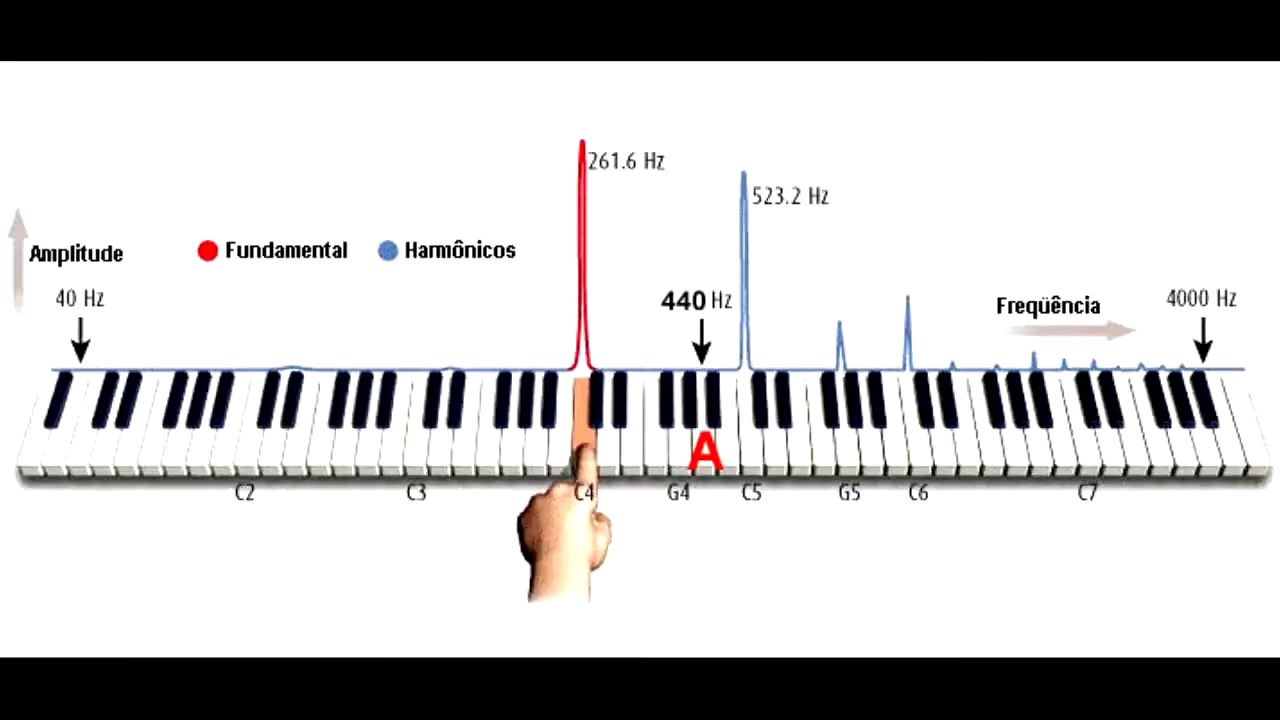 261.6 Hz
523.2 Hz
Amplitude
Fundamental
Harmônicos
40 Hz
440 Hz
Freqüência
4000 Hz
A
C2
C3
C4
G4
C5
G5
C6
C7